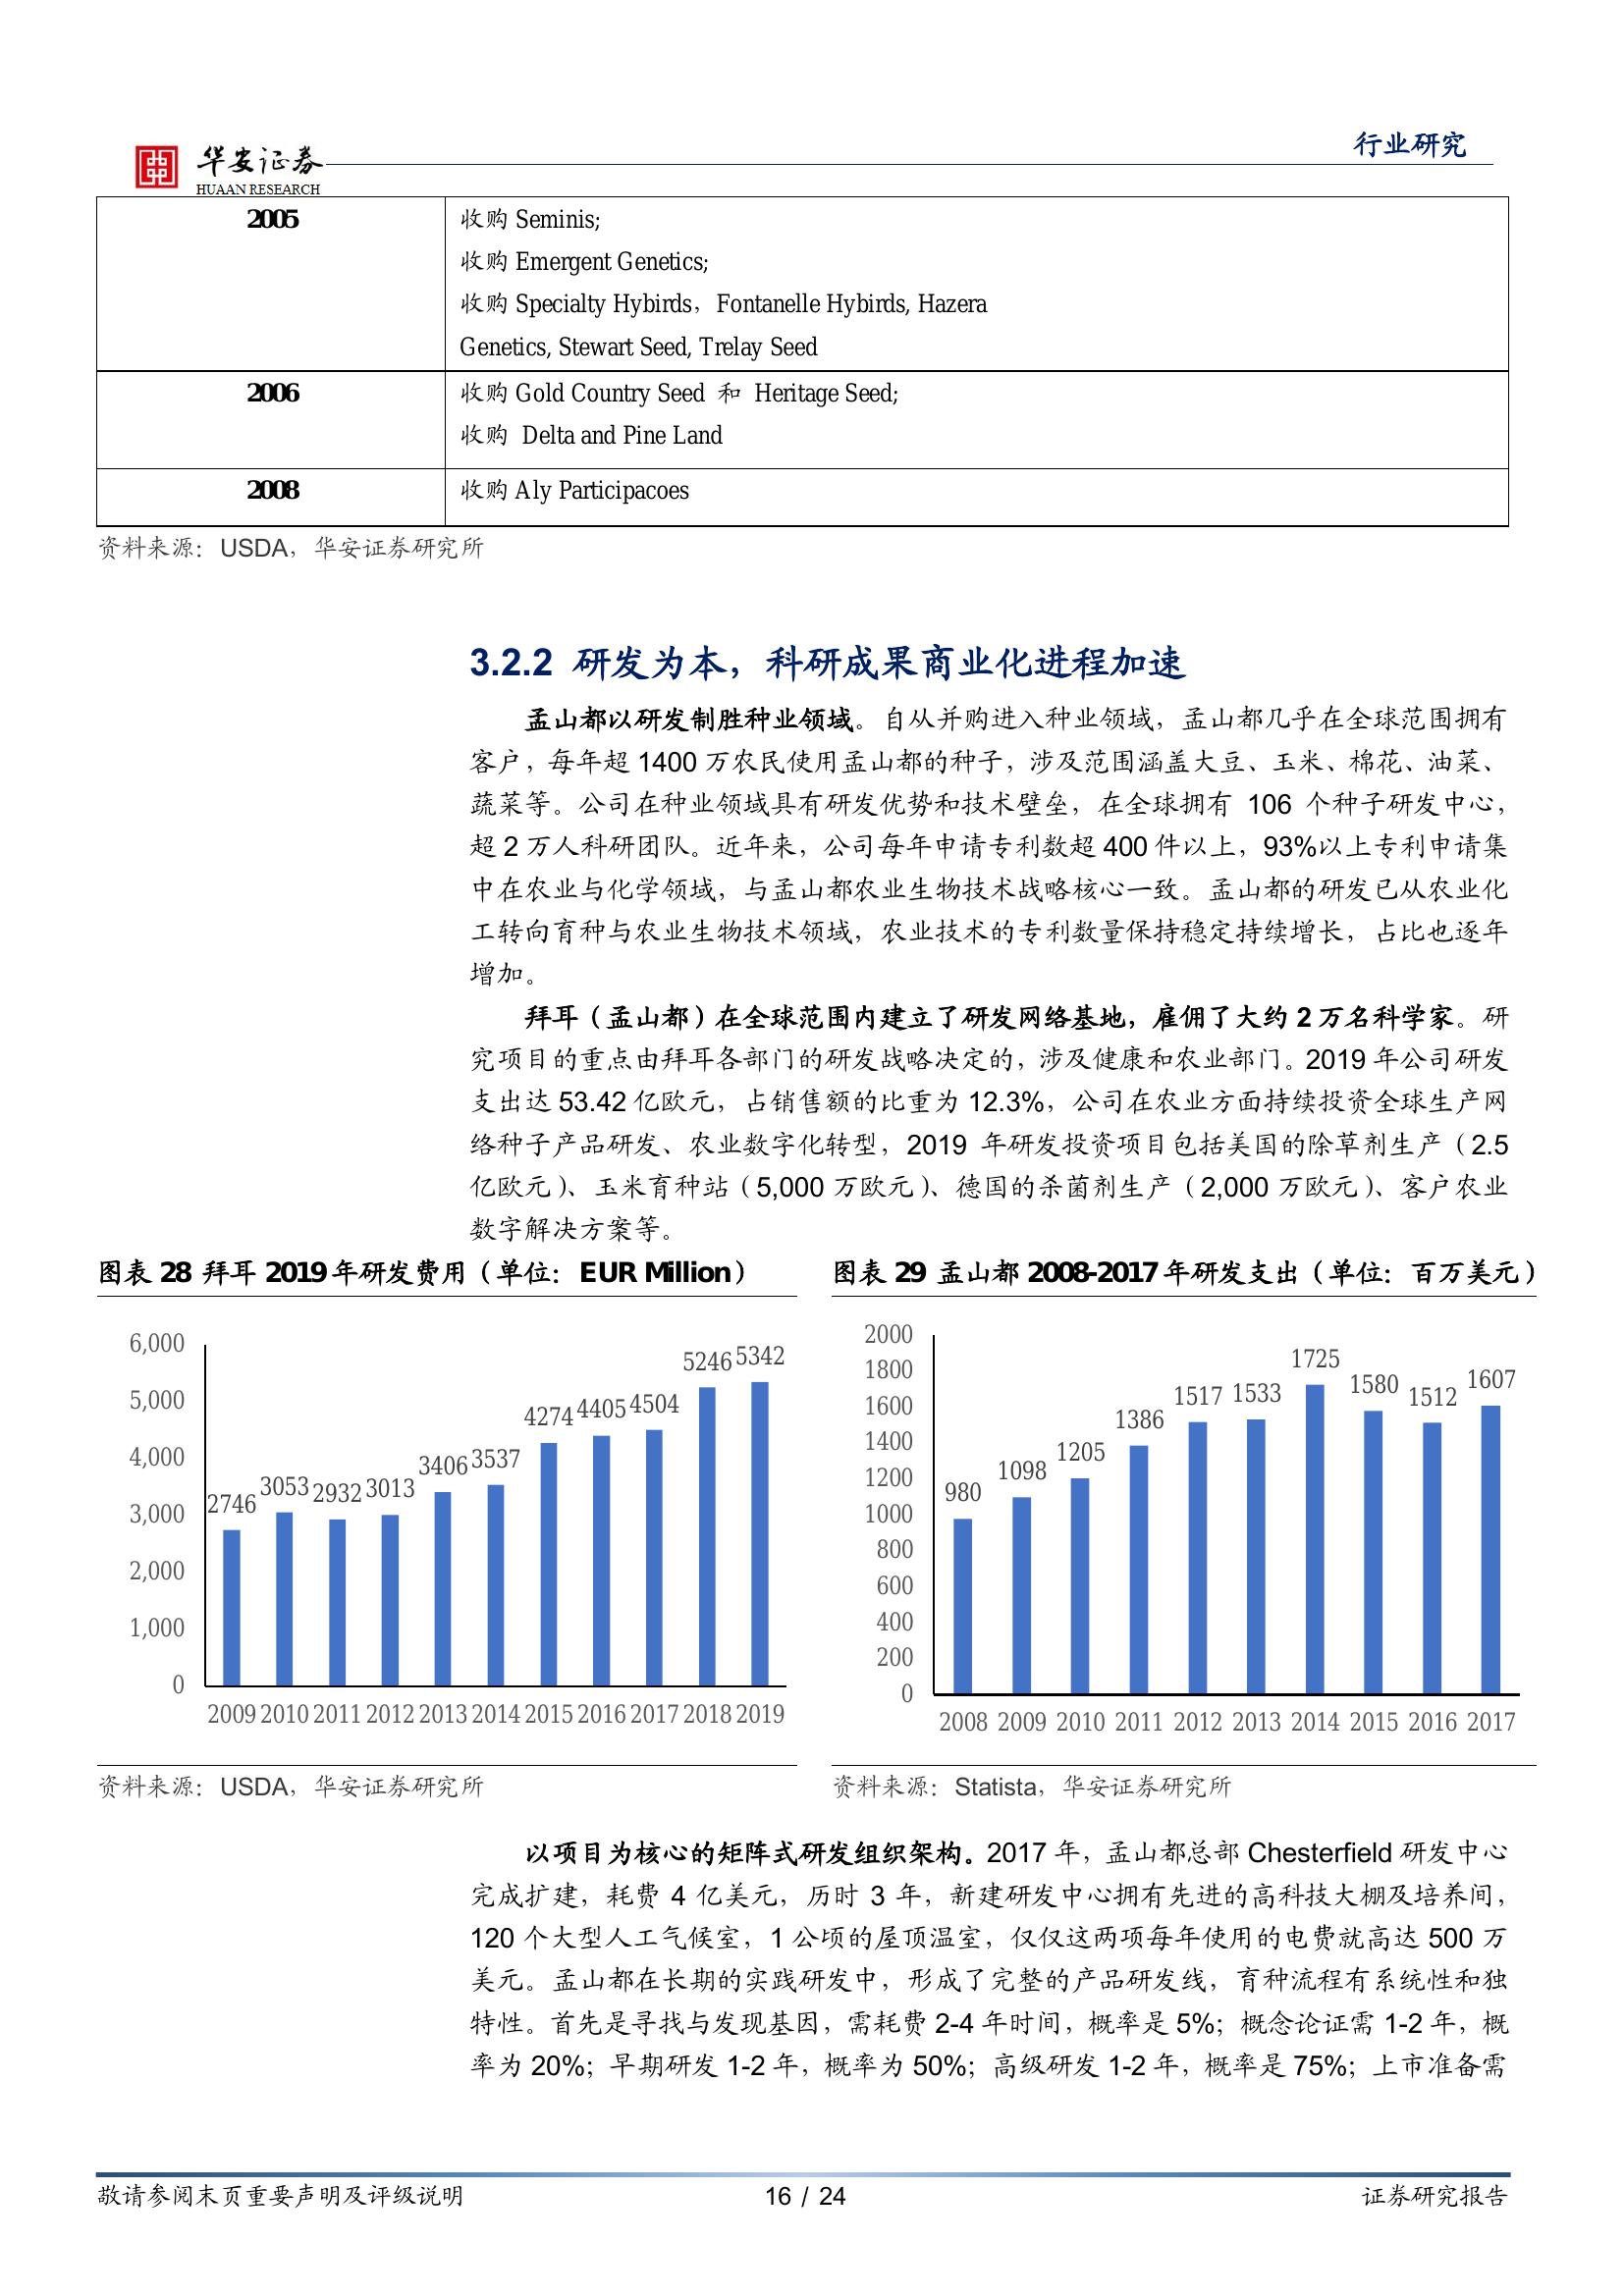 行业研究
华安证券
HUAAN RESEARCH
2005
收购 Seminis;
收购 Emergent Genetics;
收购 Specialty Hybirds，Fontanelle Hybirds, Hazera
Genetics, Stewart Seed, Trelay Seed
2006
收购 Gold Country Seed 和 Heritage Seed;
收购 Delta and Pine Land
2008
收购 Aly Participacoes
资料来源：USDA，华安证券研究所
3.2.2 研发为本，科研成果商业化进程加速
孟山都以研发制胜种业领域。自从并购进入种业领域，孟山都几乎在全球范围拥有
客户，每年超 1400 万农民使用孟山都的种子，涉及范围涵盖大豆、玉米、棉花、油菜、
蔬菜等。公司在种业领域具有研发优势和技术壁垒，在全球拥有 106 个种子研发中心，
超 2 万人科研团队。近年来，公司每年申请专利数超 400 件以上，93%以上专利申请集
中在农业与化学领域，与孟山都农业生物技术战略核心一致。孟山都的研发已从农业化
工转向育种与农业生物技术领域，农业技术的专利数量保持稳定持续增长，占比也逐年
增加。
拜耳（孟山都）在全球范围内建立了研发网络基地，雇佣了大约 2 万名科学家。研
究项目的重点由拜耳各部门的研发战略决定的，涉及健康和农业部门。2019 年公司研发
支出达 53.42 亿欧元，占销售额的比重为 12.3%，公司在农业方面持续投资全球生产网
络种子产品研发、农业数字化转型，2019 年研发投资项目包括美国的除草剂生产（2.5
亿欧元）、玉米育种站（5,000 万欧元）、德国的杀菌剂生产（2,000 万欧元）、客户农业
数字解决方案等。
图表 28 拜耳 2019 年研发费用（单位：EUR Million）
6,000
5,000
4,000
3,000
2,000
1,000
0
2746 3053 2932 3013 3406 3537 4274 4405 4504 5246 5342
2009 2010 2011 2012 2013 2014 2015 2016 2017 2018 2019
资料来源：USDA，华安证券研究所
图表 29 孟山都 2008-2017 年研发支出（单位：百万美元）
2000
1800
1600
1400
1200
1000
800
600
400
200
0
980 1098 1205 1386 1517 1533 1725 1580 1512 1607
2008 2009 2010 2011 2012 2013 2014 2015 2016 2017
资料来源：Statista，华安证券研究所
以项目为核心的矩阵式研发组织架构。2017 年，孟山都总部 Chesterfield 研发中心
完成扩建，耗费 4 亿美元，历时 3 年，新建研发中心拥有先进的高科技大棚及培养间，
120 个大型人工气候室，1 公顷的屋顶温室，仅仅这两项每年使用的电费就高达 500 万
美元。孟山都在长期的实践研发中，形成了完整的产品研发线，育种流程有系统性和独
特性。首先是寻找与发现基因，需耗费 2-4 年时间，概率是 5%；概念论证需 1-2 年，概
率为 20%；早期研发 1-2 年，概率为 50%；高级研发 1-2 年，概率是 75%；上市准备需
敬请参阅末页重要声明及评级说明
16 / 24
证券研究报告